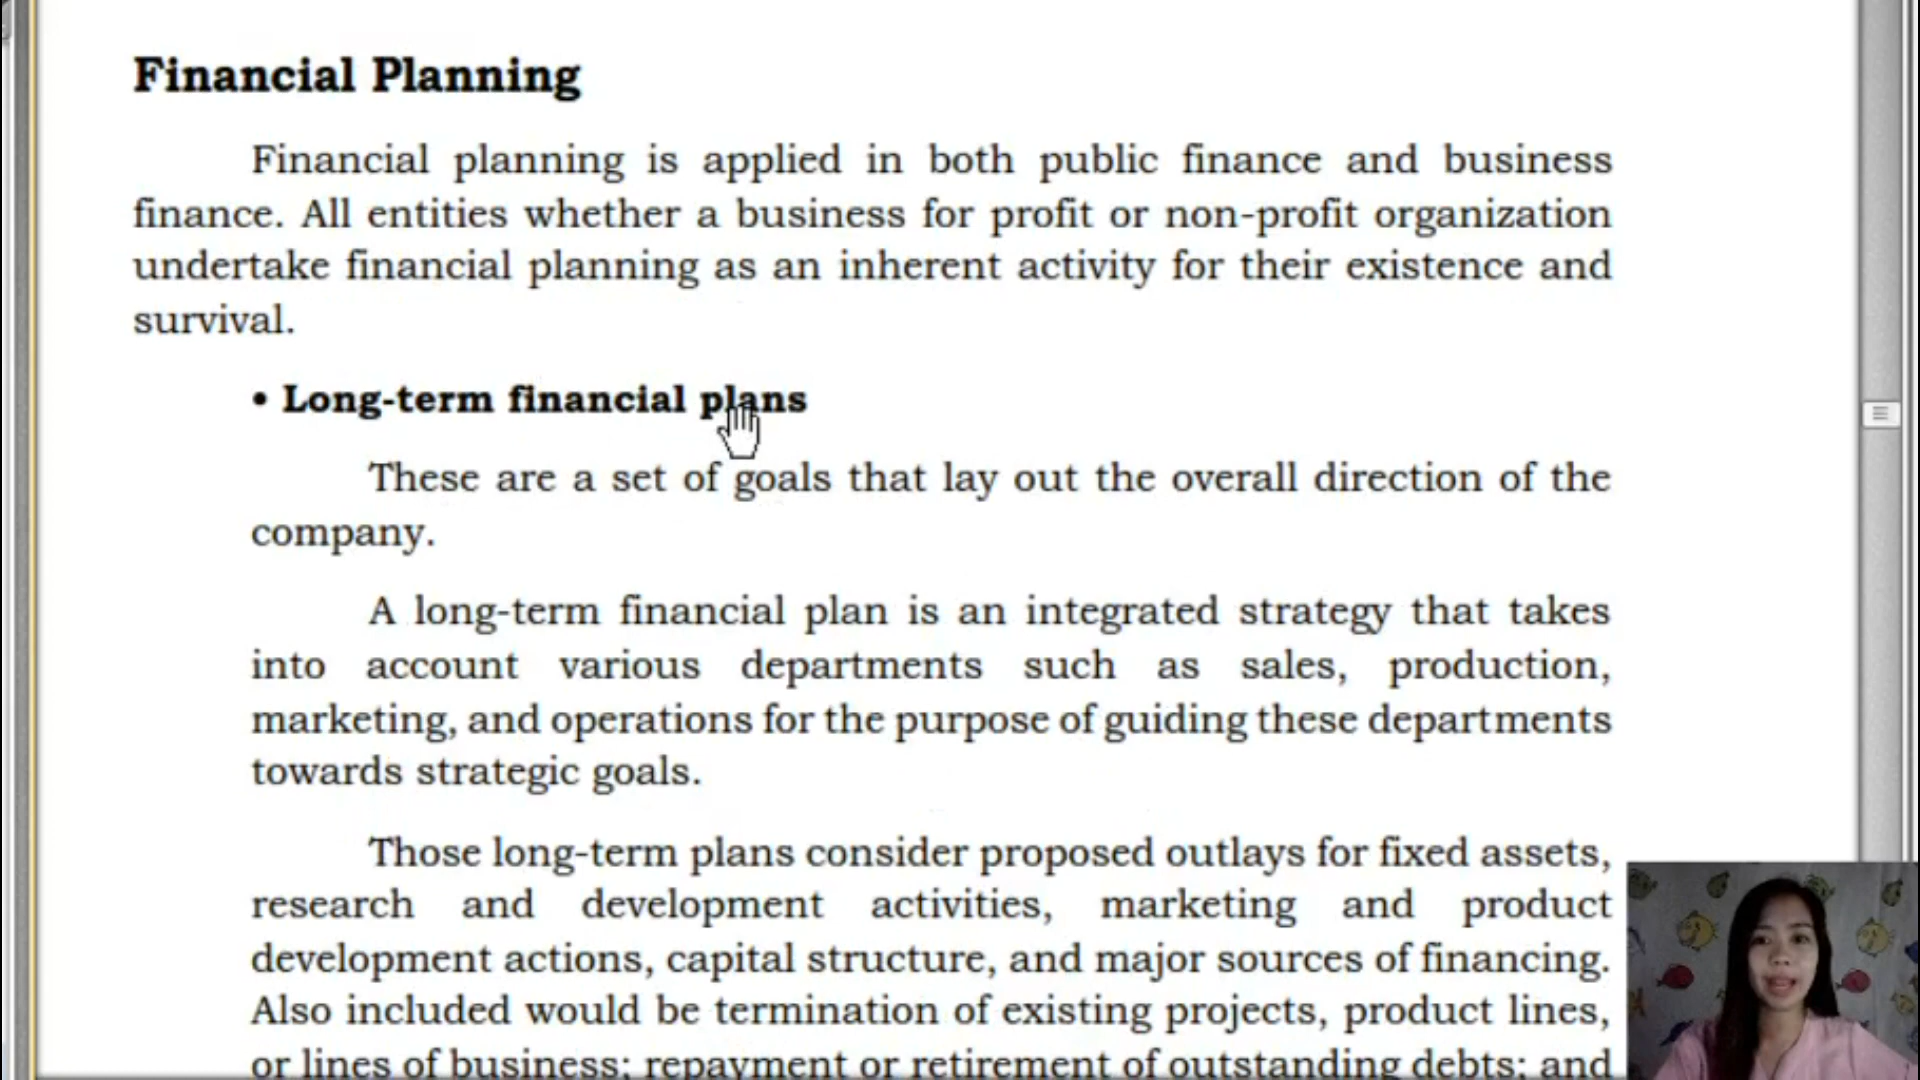 Financial Planning
Financial planning is applied in both public finance and business
finance. All entities whether a business for profit or non-profit organization
undertake financial planning as an inherent activity for their existence and
survival.
• Long-term financial plans
These are a set of goals that lay out the overall direction of the
company.
A long-term financial plan is an integrated strategy that takes
into account various departments such as sales, production,
marketing, and operations for the purpose of guiding these departments
towards strategic goals.
Those long-term plans consider proposed outlays for fixed assets,
research and development activities, marketing and product
development actions, capital structure, and major sources of financing.
Also included would be termination of existing projects, product lines,
or lines of business; repayment or retirement of outstanding debts; and